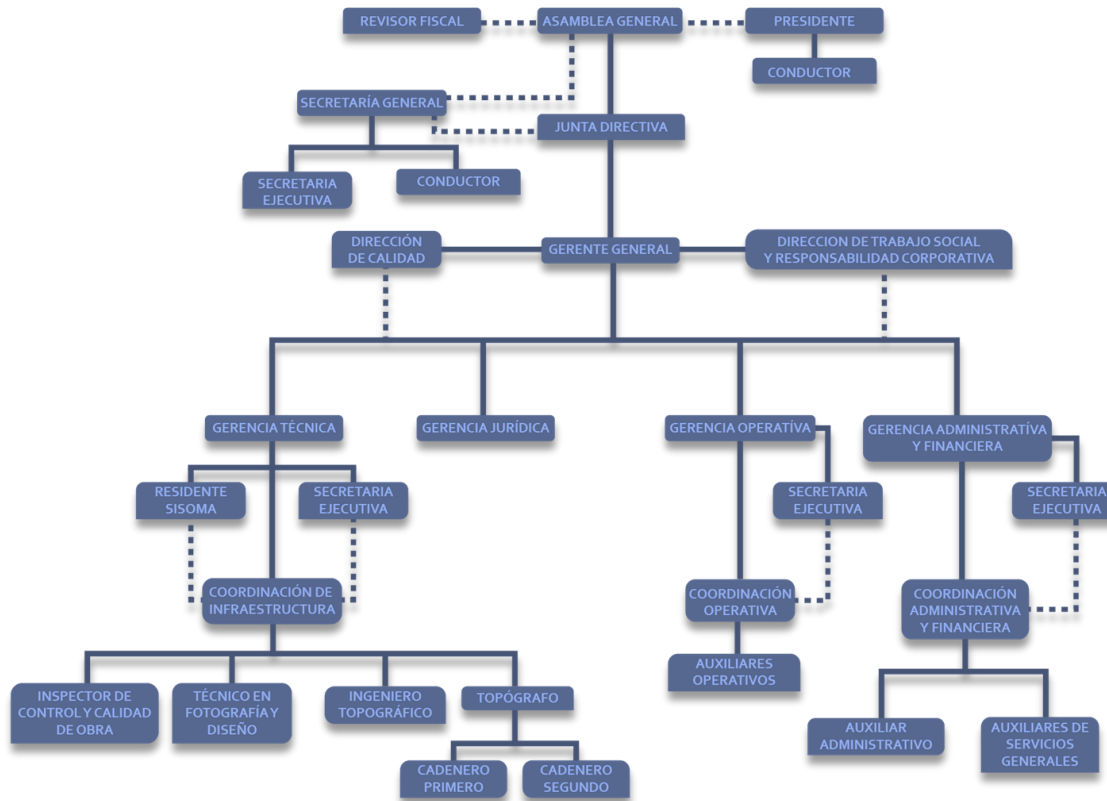 REVISOR FISCAL
ASAMBLEA GENERAL
PRESIDENTE
CONDUCTOR
SECRETARÍA GENERAL
JUNTA DIRECTIVA
SECRETARIA
EJECUTIVA
CONDUCTOR
DIRECCIÓN
DE CALIDAD
GERENTE GENERAL
DIRECCION DE TRABAJO SOCIAL
Y RESPONSABILIDAD CORPORATIVA
GERENCIA TÉCNICA
GERENCIA JURÍDICA
GERENCIA OPERATÍVA
GERENCIA ADMINISTRATÍVA
Y FINANCIERA
RESIDENTE
SISOMA
SECRETARIA
EJECUTIVA
SECRETARIA
EJECUTIVA
SECRETARIA
EJECUTIVA
COORDINACIÓN DE
INFRAESTRUCTURA
COORDINACIÓN
OPERATIVA
COORDINACIÓN
ADMINISTRATIVA
Y FINANCIERA
INSPECTOR DE
CONTROL Y CALIDAD
DE OBRA
TÉCNICO EN
FOTOGRAFÍA Y
DISEÑO
INGENIERO
TOPOGRÁFICO
TOPÓGRAFO
AUXILIARES
OPERATIVOS
AUXILIAR
ADMINISTRATIVO
AUXILIARES DE
SERVICIOS
GENERALES
CADENERO
PRIMERO
CADENERO
SEGUNDO